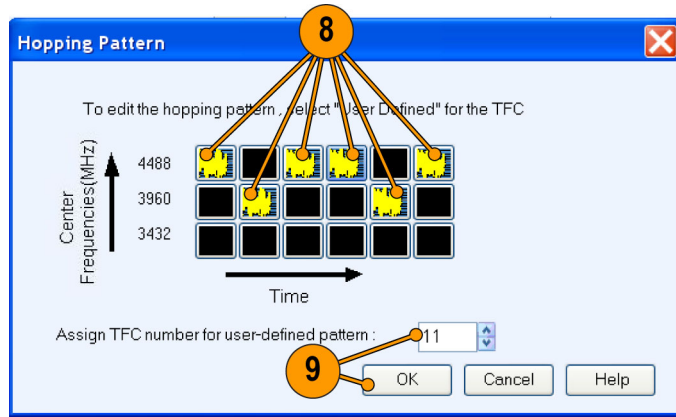 8
Hopping Pattern
To edit the hopping pattern , select "User Defined" for the TFC
Center
Frequencies(MHz)
4488
3960
3432
Time
Assign TFC number for user-defined pattern :
11
9
OK
Cancel
Help